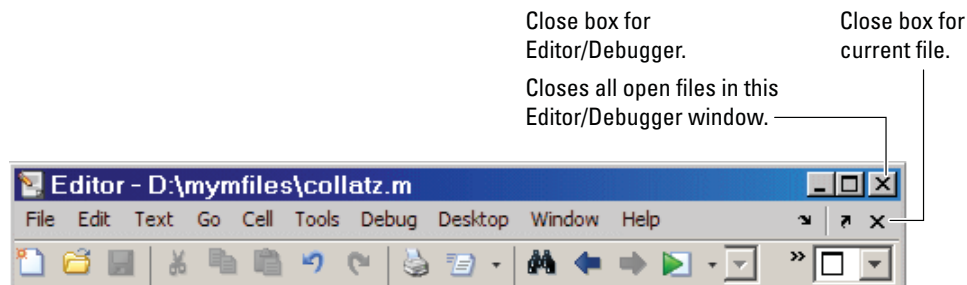 Close box for
Editor/Debugger.
Closes all open files in this
Editor/Debugger window.
Close box for
current file.
Editor - D:\mymfiles\collatz.m
File Edit Text Go Cell Tools Debug Desktop Window Help